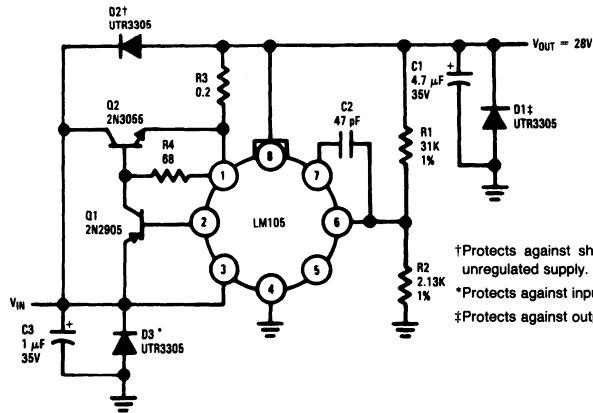 D2†
UTR3305
VOUT = 28V
R3
0.2
C1
4.7 µF
35V
+
D1‡
UTR3305
Q2
2N3055
C2
47 pF
R4
68
R1
31K
1%
8
1
7
Q1
2N2905
2
LM105
6
3
5
4
R2
2.13K
1%
†Protects against sh
unregulated supply.
*Protects against inpu
‡Protects against outp
VIN
C3
1 µF
35V
+
D3*
UTR3305